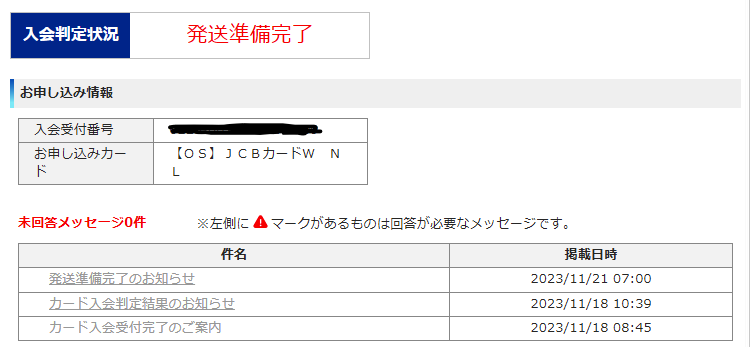 入会判定状況 発送準備完了
お申し込み情報
入会受付番号
お申し込みカー 【ＯＳ】ＪＣＢカードＷ　Ｎ
ド Ｌ
未回答メッセージ0件 ※左側に マークがあるものは回答が必要なメッセージです。
件名 掲載日時
発送準備完了のお知らせ 2023/11/21 07:00
カード入会判定結果のお知らせ 2023/11/18 10:39
カード入会受付完了のご案内 2023/11/18 08:45